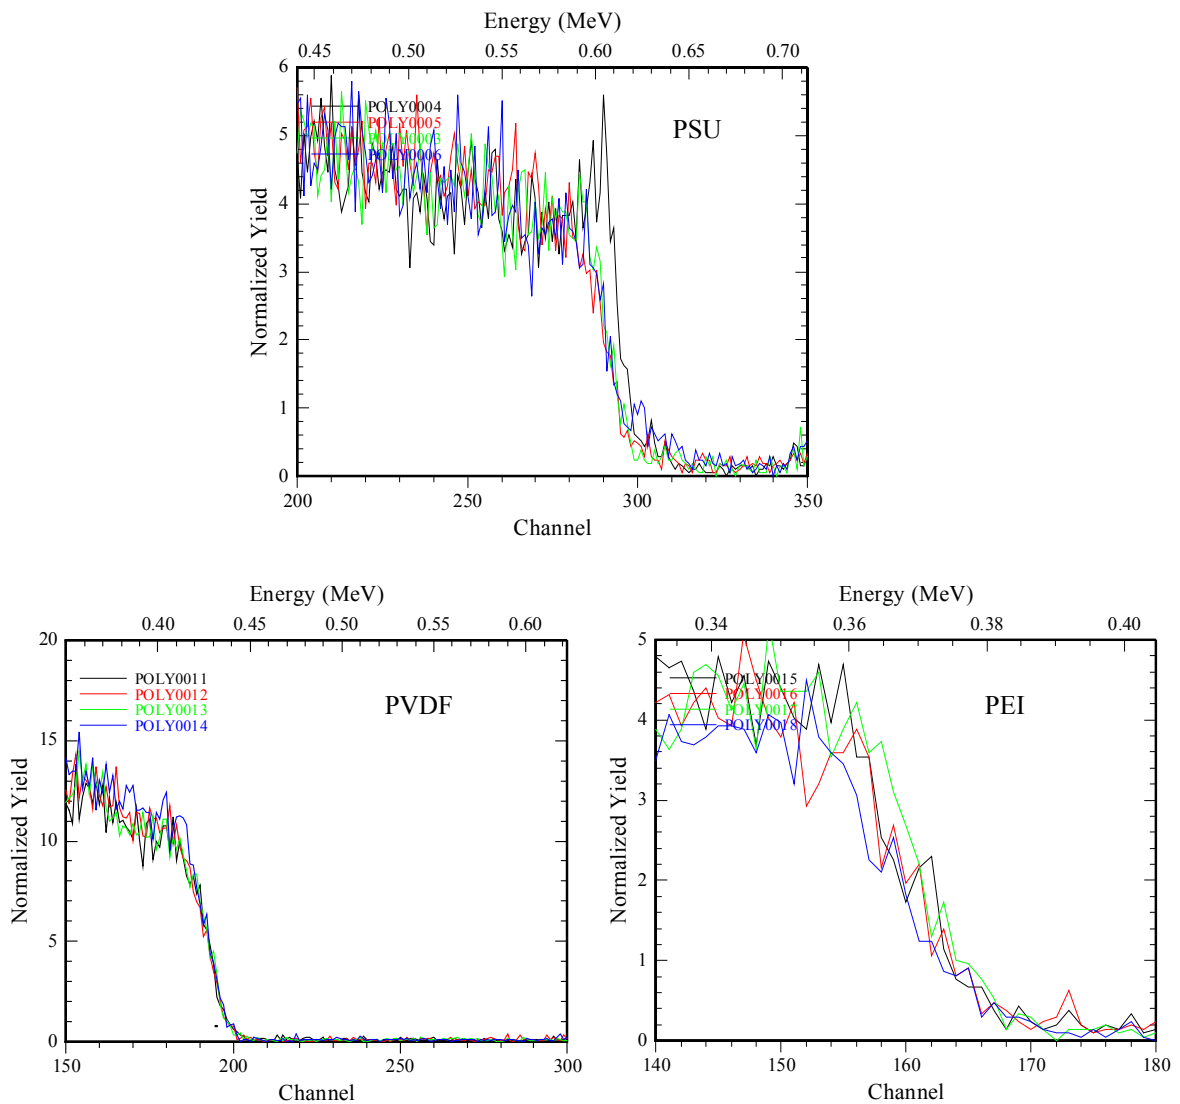 Energy (MeV)
0.45 0.50 0.55 0.60 0.65 0.70
6
5
4
3
2
1
0
Normalized Yield
POLY0004
POLY0005
POLY0003
POLY0006
PSU
200 250 300 350
Channel
Energy (MeV)
0.40 0.45 0.50 0.55 0.60
20
15
10
5
0
Normalized Yield
POLY0011
POLY0012
POLY0013
POLY0014
PVDF
150 200 250 300
Channel
Energy (MeV)
0.34 0.36 0.38 0.40
5
4
3
2
1
0
Normalized Yield
POLY0015
POLY0016
POLY0017
POLY0018
PEI
140 150 160 170 180
Channel